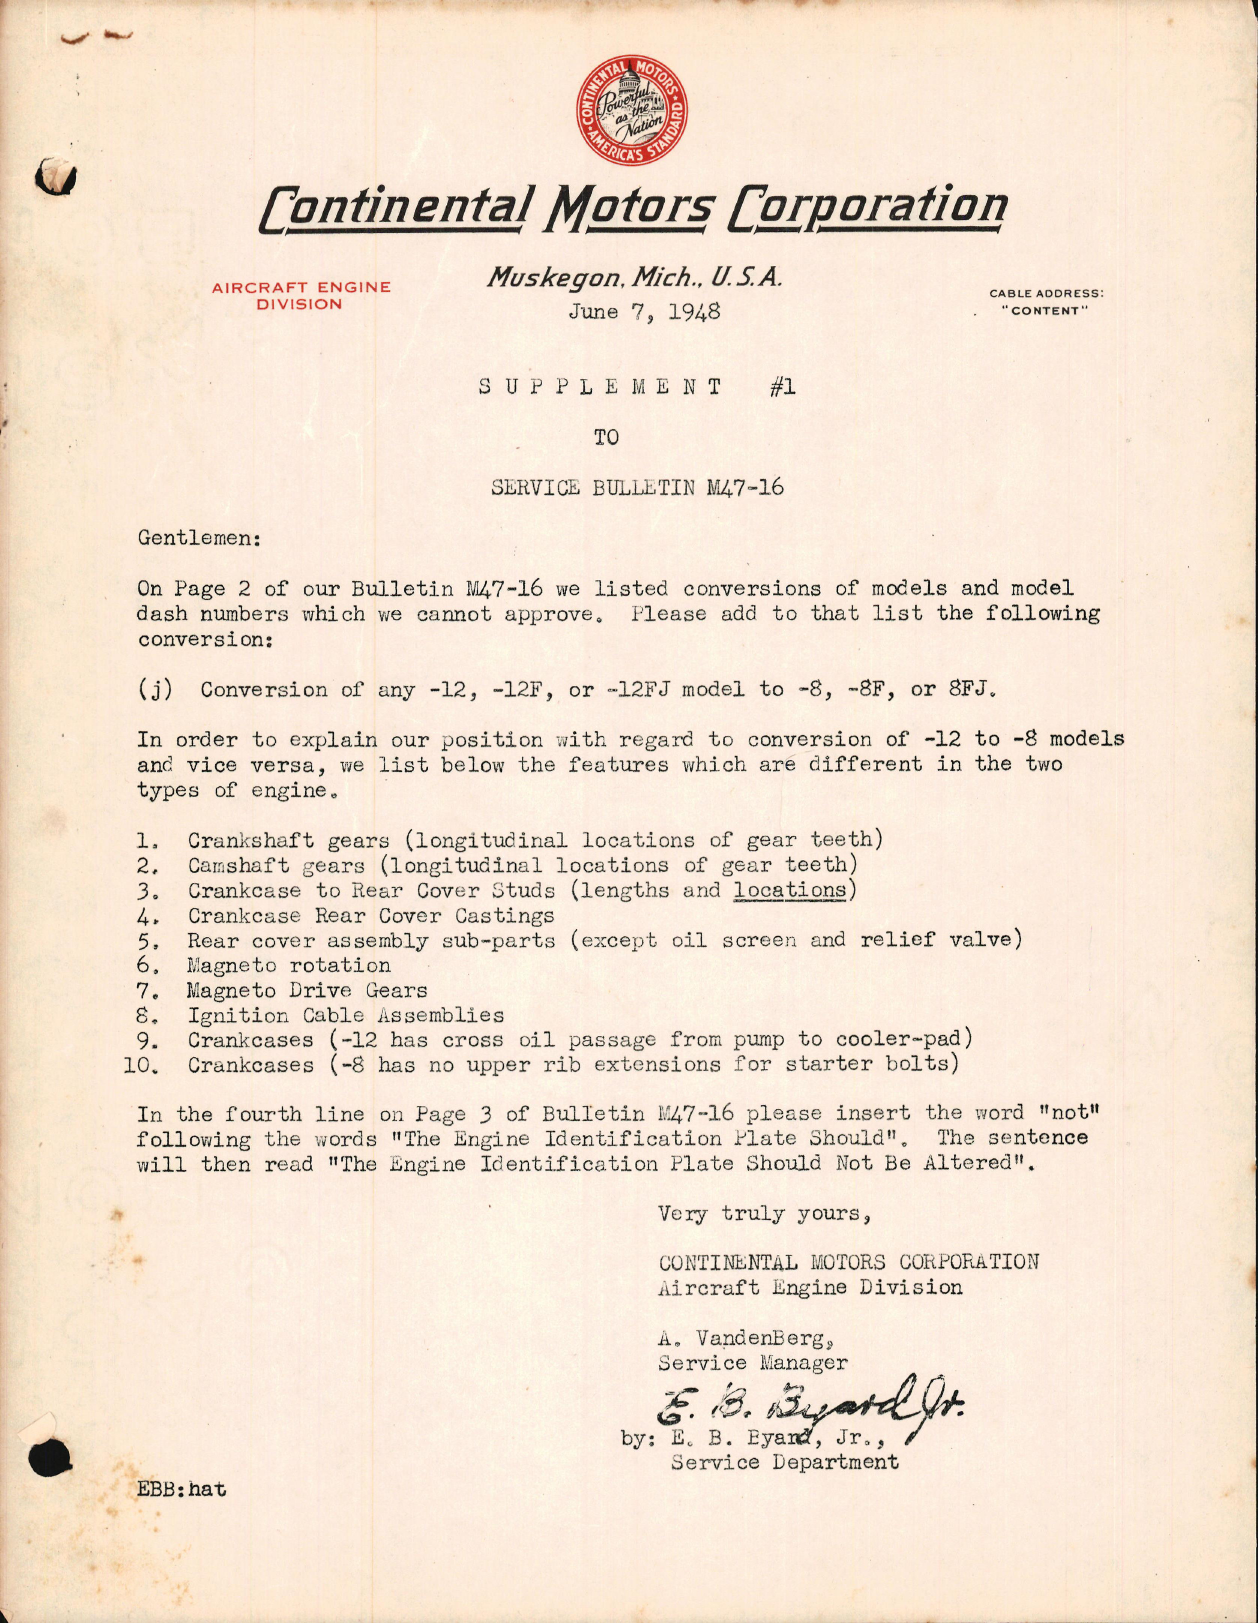 CONTINENTAL MOTORS
Powerful
as the
Nation
AMERICA'S STANDARD
Continental Motors Corporation
Muskegon, Mich., U.S.A.
AIRCRAFT ENGINE
DIVISION
CABLE ADDRESS:
"CONTENT"
June 7, 1948
SUPPLEMENT #1
TO
SERVICE BULLETIN M47-16
Gentlemen:
On Page 2 of our Bulletin M47-16 we listed conversions of models and model
dash numbers which we cannot approve. Please add to that list the following
conversion:
(j) Conversion of any -12, -12F, or -12FJ model to -8, -8F, or 8FJ.
In order to explain our position with regard to conversion of -12 to -8 models
and vice versa, we list below the features which are different in the two
types of engine.
1. Crankshaft gears (longitudinal locations of gear teeth)
2. Camshaft gears (longitudinal locations of gear teeth)
3. Crankcase to Rear Cover Studs (lengths and locations)
4. Crankcase Rear Cover Castings
5. Rear cover assembly sub-parts (except oil screen and relief valve)
6. Magneto rotation
7. Magneto Drive Gears
8. Ignition Cable Assemblies
9. Crankcases (-12 has cross oil passage from pump to cooler-pad)
10. Crankcases (-8 has no upper rib extensions for starter bolts)
In the fourth line on Page 3 of Bulletin M47-16 please insert the word "not"
following the words "The Engine Identification Plate Should". The sentence
will then read "The Engine Identification Plate Should Not Be Altered".
Very truly yours,
CONTINENTAL MOTORS CORPORATION
Aircraft Engine Division
A. VandenBerg,
Service Manager
E. B. Byard Jr.
by: E. B. Byard, Jr.,
Service Department
EBB:hat